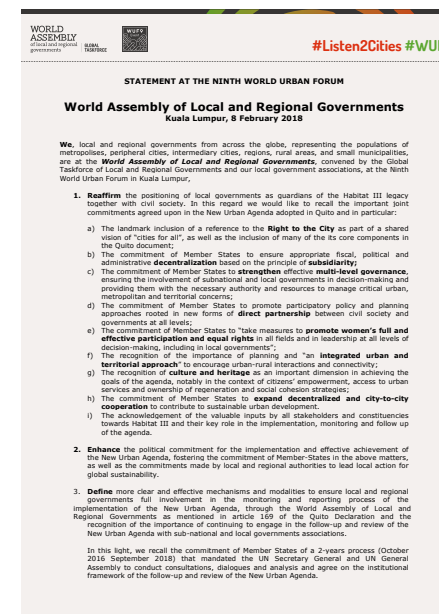 WORLD
ASSEMBLY
of local and regional
governments
GLOBAL
TASKFORCE
WUF9
#Listen2Cities #WU
STATEMENT AT THE NINTH WORLD URBAN FORUM
World Assembly of Local and Regional Governments
Kuala Lumpur, 8 February 2018
We, local and regional governments from across the globe, representing the populations of
metropolises, peripheral cities, intermediary cities, regions, rural areas, and small municipalities,
are at the World Assembly of Local and Regional Governments, convened by the Global
Taskforce of Local and Regional Governments and our local government associations, at the Ninth
World Urban Forum in Kuala Lumpur,
1. Reaffirm the positioning of local governments as guardians of the Habitat III legacy
together with civil society. In this regard we would like to recall the important joint
commitments agreed upon in the New Urban Agenda adopted in Quito and in particular:
a) The landmark inclusion of a reference to the Right to the City as part of a shared
vision of "cities for all", as well as the inclusion of many of its core components in
the Quito document;
b) The commitment of Member States to ensure appropriate fiscal, political and
administrative decentralization based on the principle of subsidiarity;
c) The commitment of Member States to strengthen effective multi-level governance,
ensuring the involvement of subnational and local governments in decision-making and
providing them with the necessary authority and resources to manage critical urban,
metropolitan and territorial concerns;
d) The commitment of Member States to promote participatory policy and planning
approaches rooted in new forms of direct partnership between civil society and
governments at all levels;
e) The commitment of Member States to "take measures to promote women's full and
effective participation and equal rights in all fields and in leadership at all levels of
decision-making, including in local governments";
f) The recognition of the importance of planning and "an integrated urban and
territorial approach" to encourage urban-rural interactions and connectivity;
g) The recognition of culture and heritage as an important dimension in achieving the
goals of the agenda, notably in the context of citizens' empowerment, access to urban
services and ownership of regeneration and social cohesion strategies;
h) The commitment of Member States to expand decentralized and city-to-city
cooperation to contribute to sustainable urban development.
i) The acknowledgement of the valuable inputs by all stakeholders and constituencies
towards Habitat III and their key role in the implementation, monitoring and follow up
of the agenda.
2. Enhance the political commitment for the implementation and effective achievement of
the New Urban Agenda, fostering the commitment of Member-States in the above matters,
as well as the commitments made by local and regional authorities to lead local action for
global sustainability.
3. Define more clear and effective mechanisms and modalities to ensure local and regional
governments full involvement in the monitoring and reporting process of the
implementation of the New Urban Agenda, through the World Assembly of Local and
Regional Governments as mentioned in article 169 of the Quito Declaration and the
recognition of the importance of continuing to engage in the follow-up and review of the
New Urban Agenda with sub-national and local governments associations.
In this light, we recall the commitment of Member States of a 2-years process (October
2016 September 2018) that mandated the UN Secretary General and UN General
Assembly to conduct consultations, dialogues and analysis and agree on the institutional
framework of the follow-up and review of the New Urban Agenda.